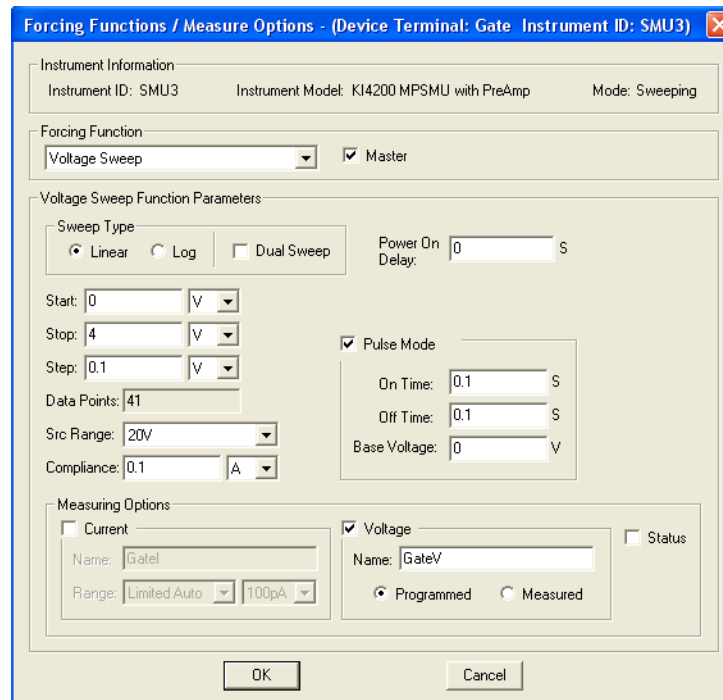 Forcing Functions / Measure Options - (Device Terminal: Gate Instrument ID: SMU3)
Instrument Information
Instrument ID: SMU3 Instrument Model: KI4200 MPSMU with PreAmp Mode: Sweeping
Forcing Function
Voltage Sweep Master
Voltage Sweep Function Parameters
Sweep Type
Linear Log Dual Sweep
Power On Delay: 0 S
Start: 0 V
Stop: 4 V
Step: 0.1 V
Data Points: 41
Src Range: 20V
Compliance: 0.1 A
Pulse Mode
On Time: 0.1 S
Off Time: 0.1 S
Base Voltage: 0 V
Measuring Options
Current
Name: GateI
Range: Limited Auto 100pA
Voltage
Name: GateV
Programmed Measured
Status
OK Cancel